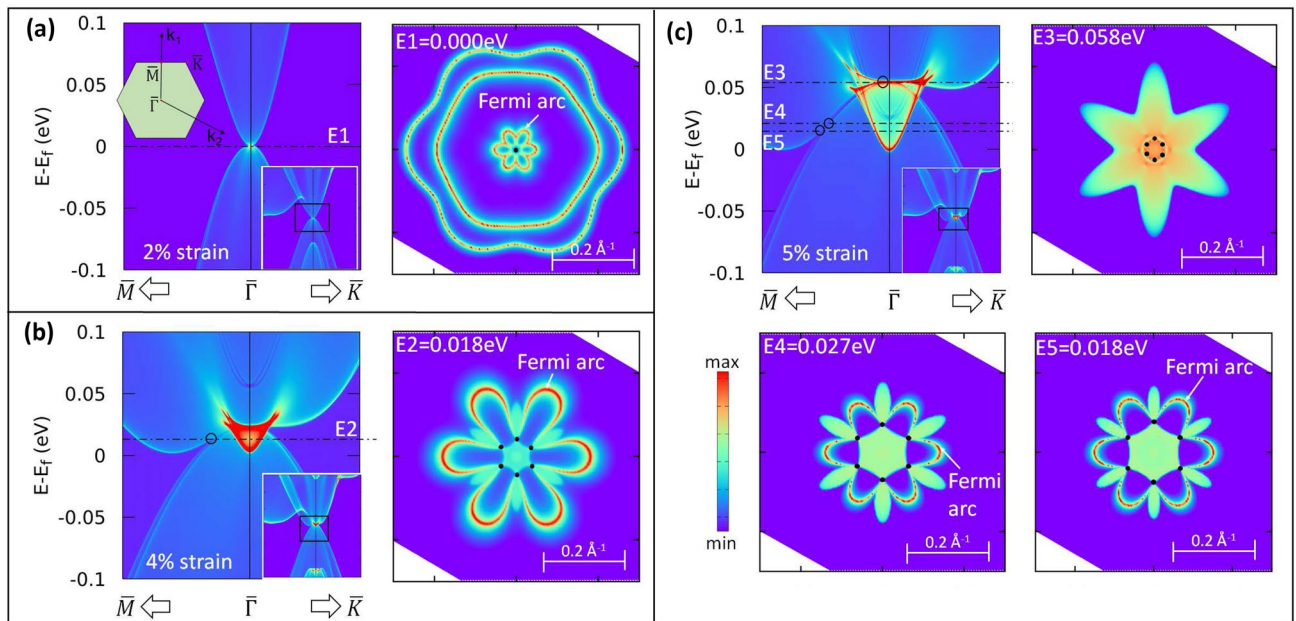 (a)
0.1
0.05
0
-0.05
-0.1
E-E_f (eV)
k₁
M̅
K̅
Γ̅
k₂
E1
2% strain
M̅ Γ̅ K̅
E1=0.000eV
Fermi arc
0.2 Å⁻¹
(b)
0.1
0.05
0
-0.05
-0.1
E-E_f (eV)
E2
4% strain
M̅ Γ̅ K̅
E2=0.018eV
Fermi arc
0.2 Å⁻¹
(c)
0.1
0.05
0
-0.05
-0.1
E-E_f (eV)
E3
E4
E5
5% strain
M̅ Γ̅ K̅
E3=0.058eV
0.2 Å⁻¹
max
min
E4=0.027eV
Fermi
arc
0.2 Å⁻¹
E5=0.018eV
Fermi arc
0.2 Å⁻¹